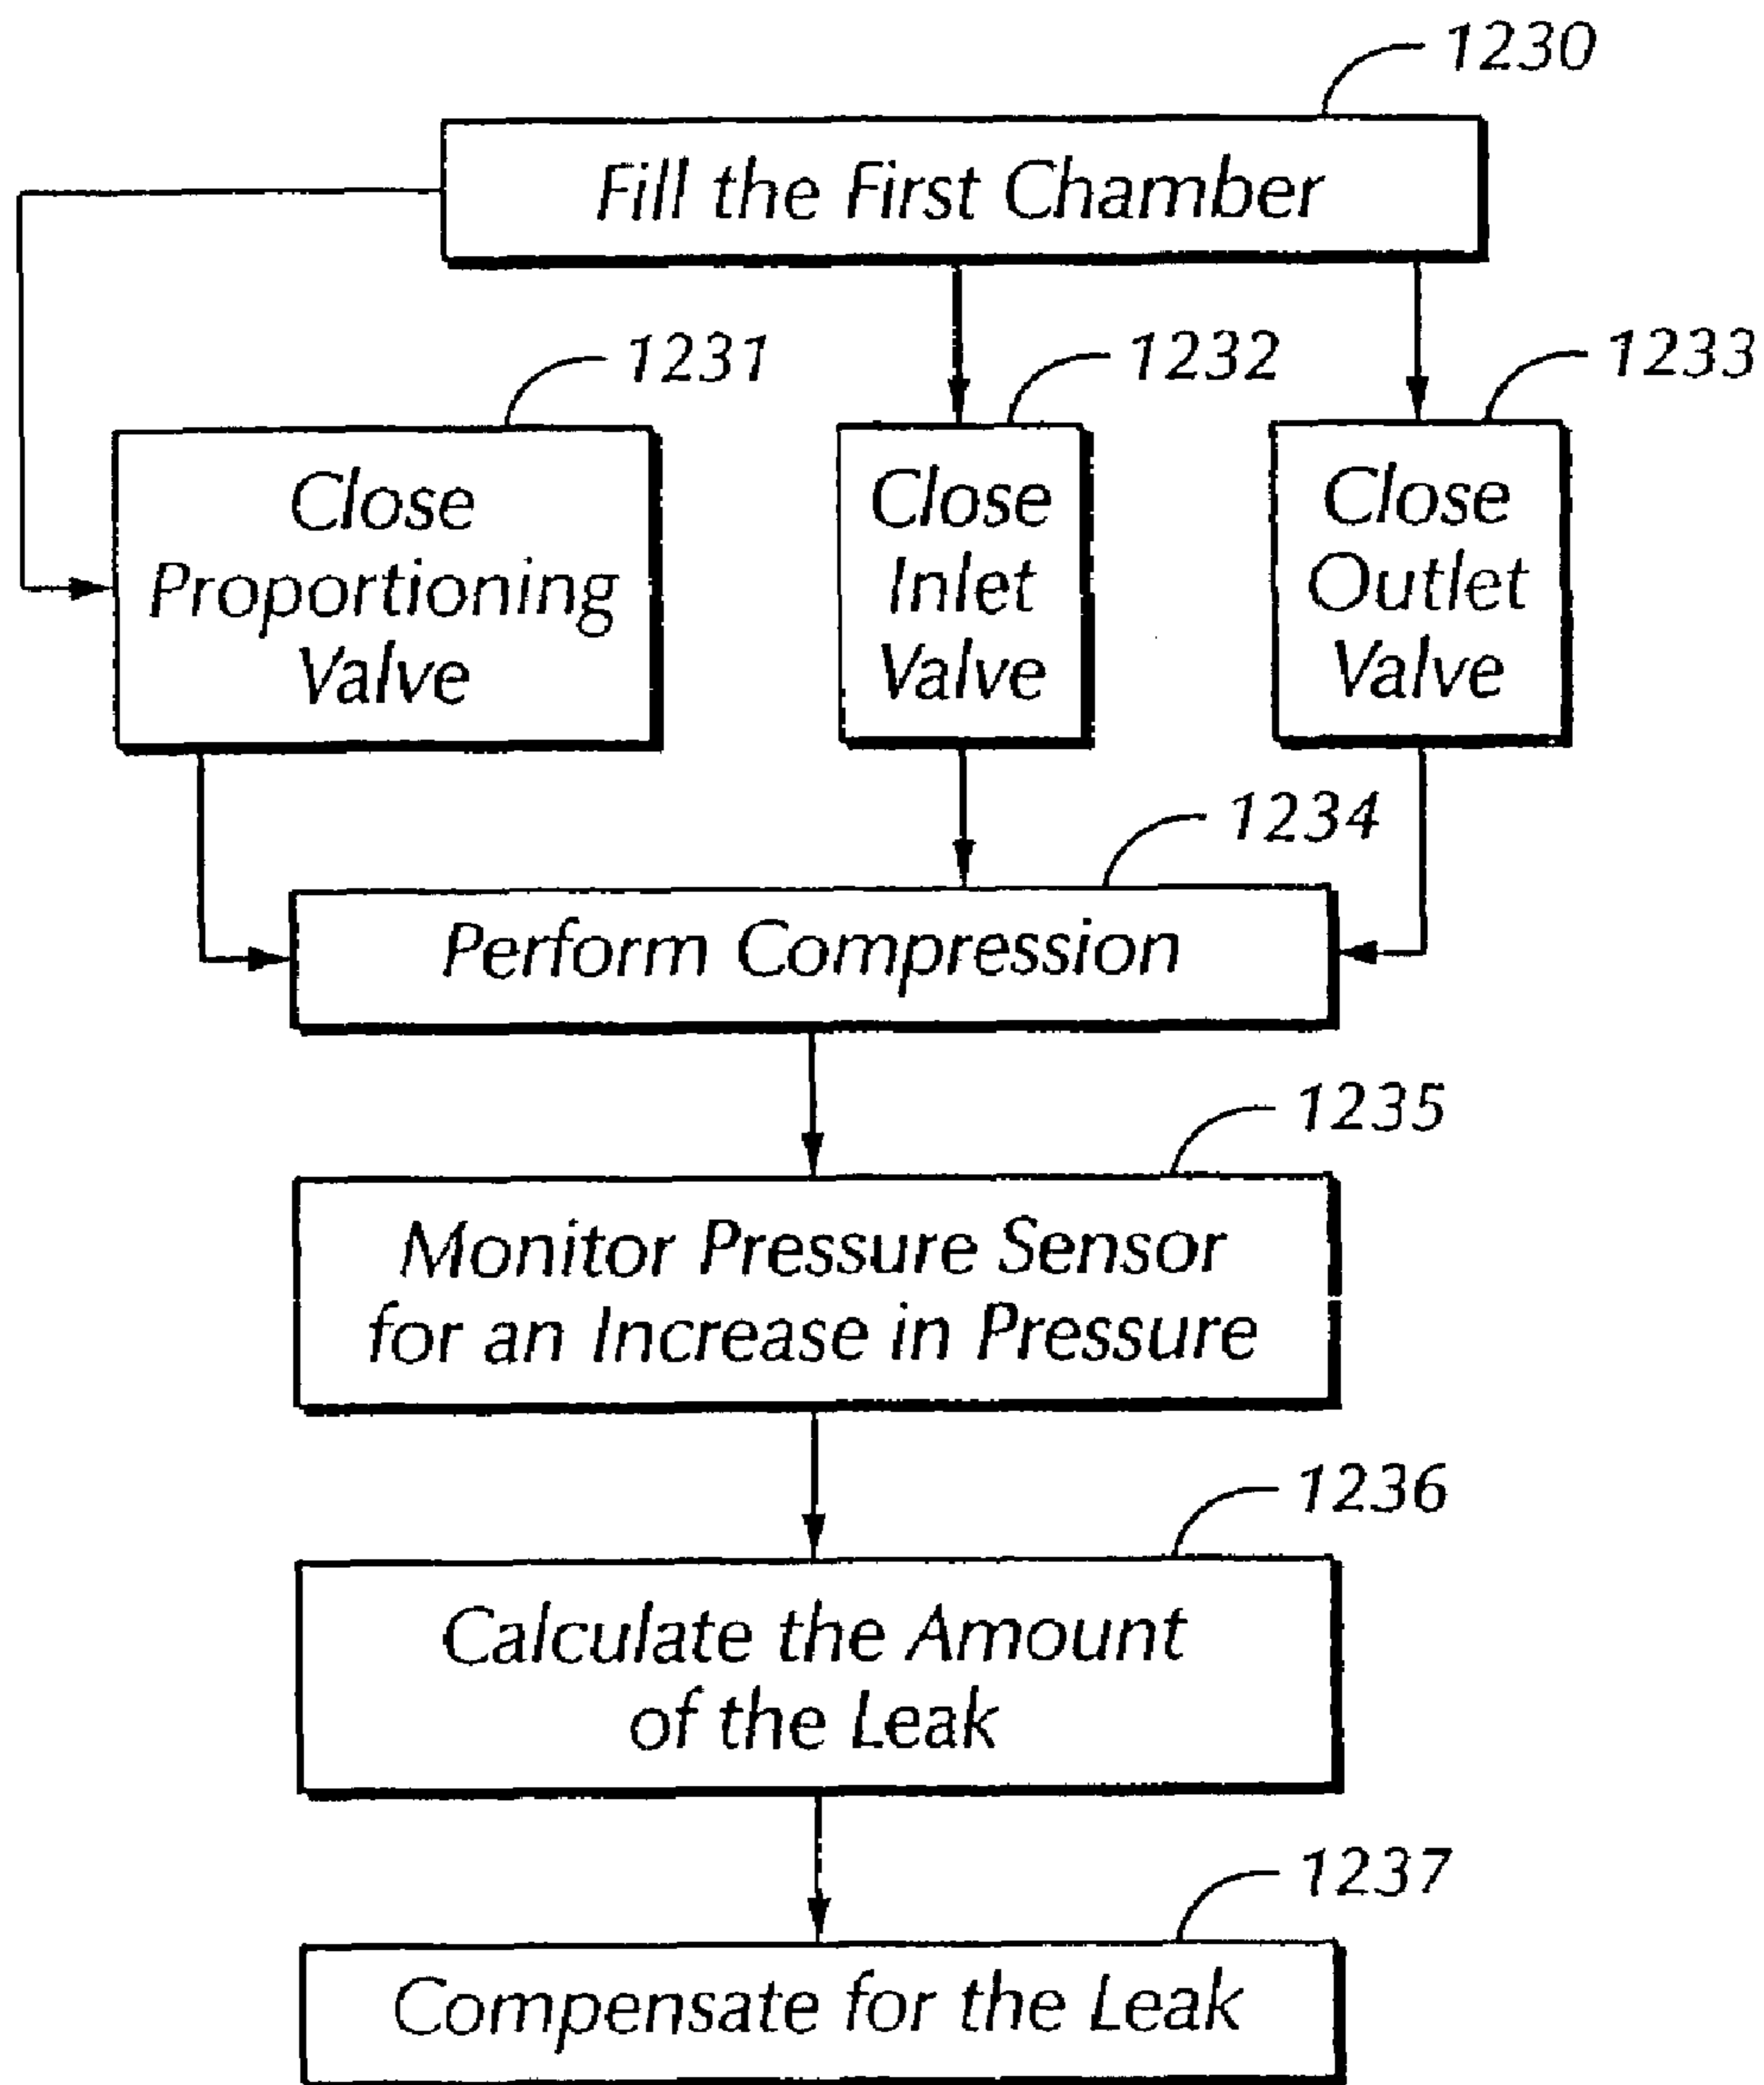 1230
Fill the First Chamber
1231
1232
1233
Close
Proportioning
Valve
Close
Inlet
Valve
Close
Outlet
Valve
1234
Perform Compression
1235
Monitor Pressure Sensor
for an Increase in Pressure
1236
Calculate the Amount
of the Leak
1237
Compensate for the Leak